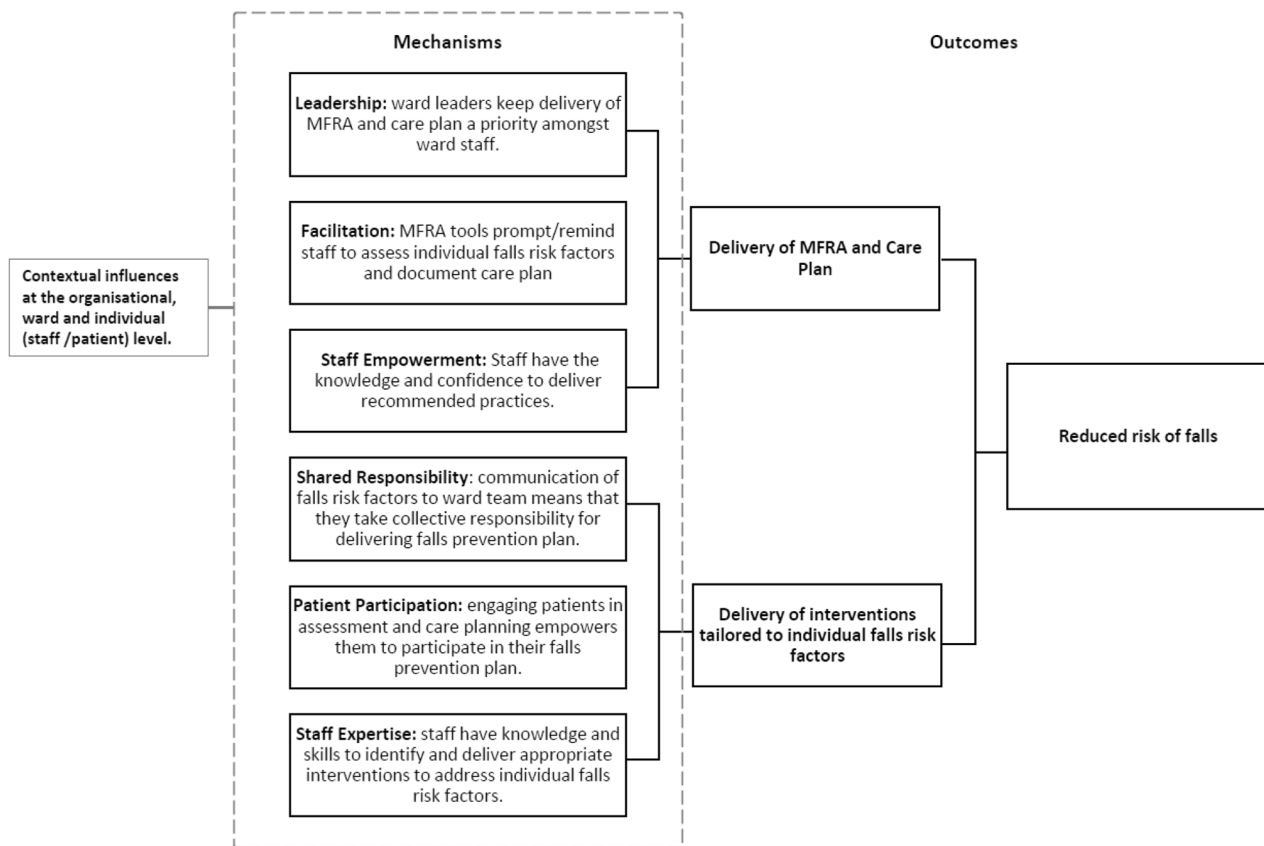 Mechanisms
Outcomes
Leadership: ward leaders keep delivery of
MFRA and care plan a priority amongst
ward staff.
Facilitation: MFRA tools prompt/remind
staff to assess individual falls risk factors
and document care plan
Delivery of MFRA and Care
Plan
Contextual influences
at the organisational,
ward and individual
(staff /patient) level.
Staff Empowerment: Staff have the
knowledge and confidence to deliver
recommended practices.
Reduced risk of falls
Shared Responsibility: communication of
falls risk factors to ward team means that
they take collective responsibility for
delivering falls prevention plan.
Patient Participation: engaging patients in
assessment and care planning empowers
them to participate in their falls
prevention plan.
Delivery of interventions
tailored to individual falls risk
factors
Staff Expertise: staff have knowledge and
skills to identify and deliver appropriate
interventions to address individual falls
risk factors.